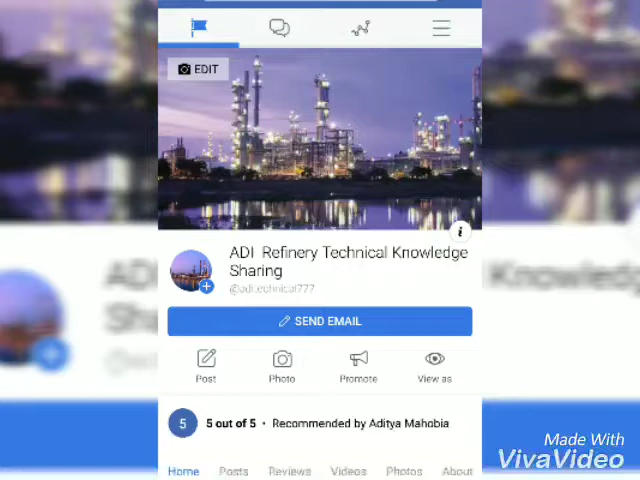 EDIT
i
ADI Refinery Technical Knowledge
Sharing
SEND EMAIL
Post Photo Promote View as
5 5 out of 5 • Recommended by Aditya Mahobia
Home Posts Reviews Videos Photos About
Made With
VivaVideo